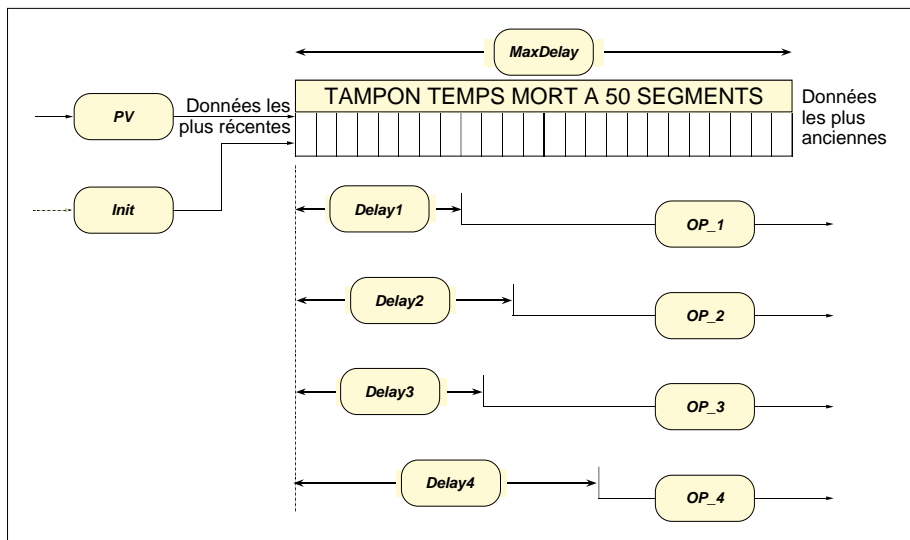 MaxDelay
TAMPON TEMPS MORT A 50 SEGMENTS
PV
Données les
plus récentes
Données
les plus
anciennes
Init
Delay1
OP_1
Delay2
OP_2
Delay3
OP_3
Delay4
OP_4